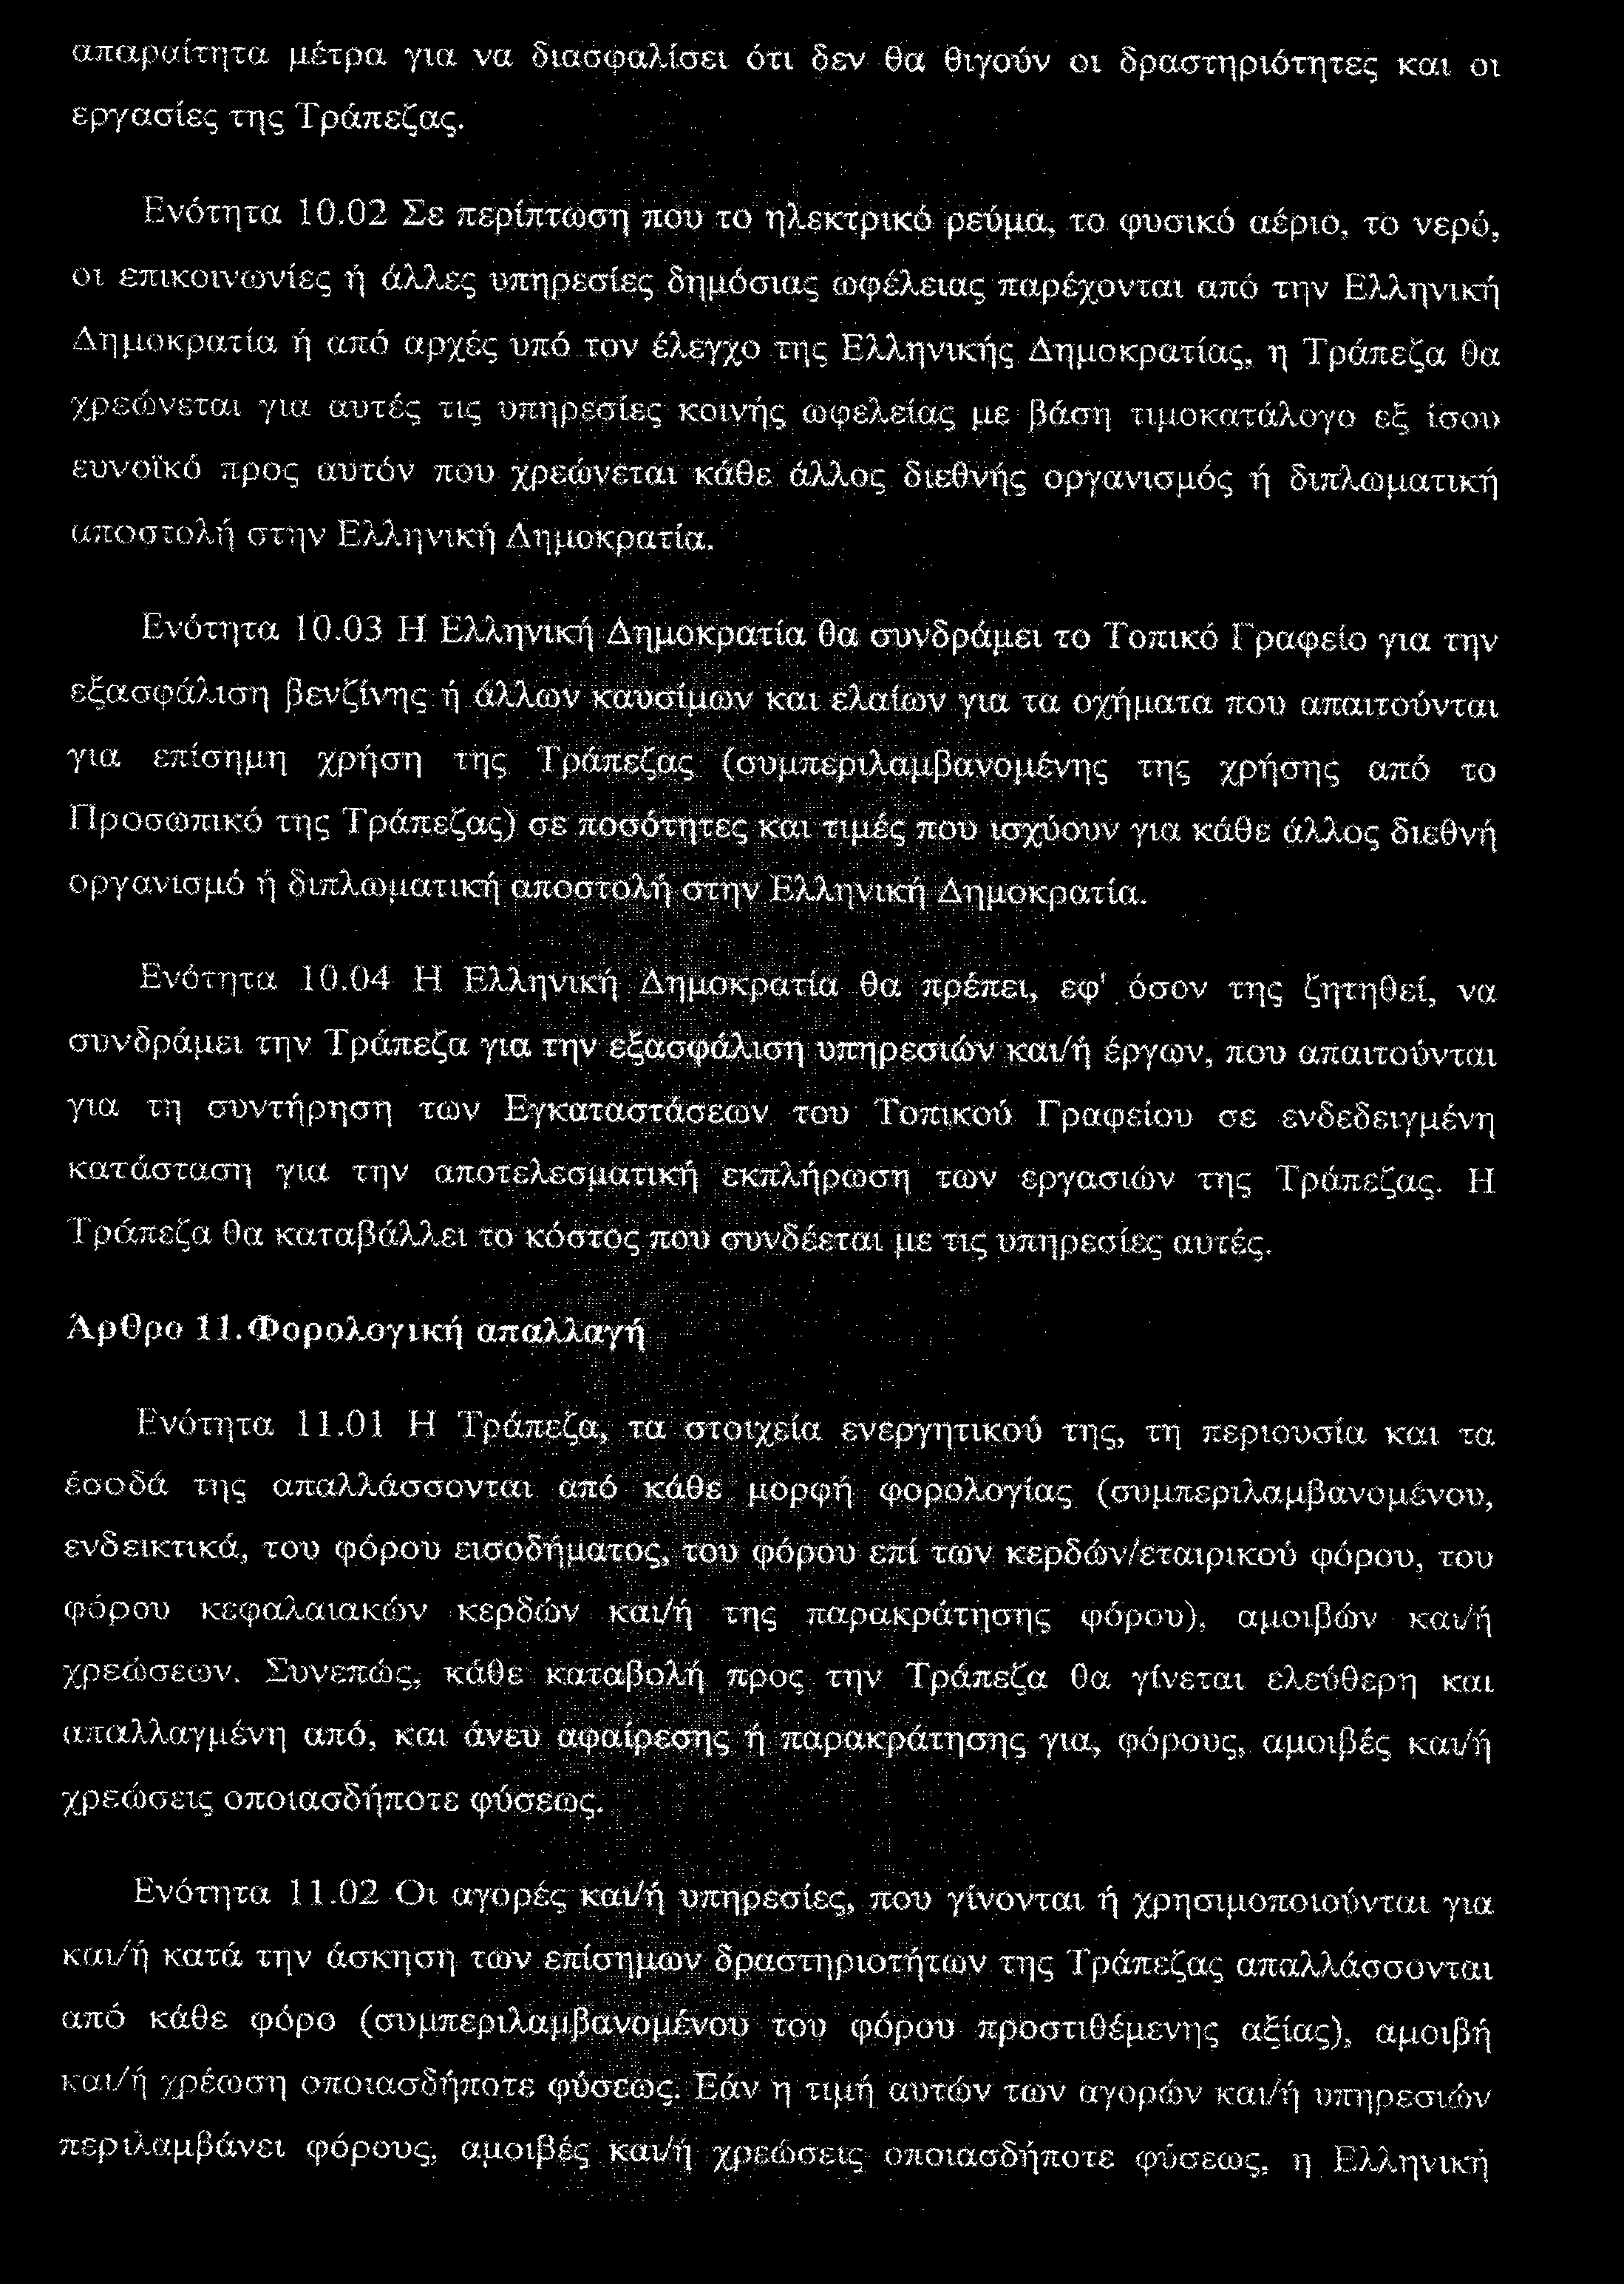 απαραίτητα μέτρα για να διασφαλίσει ότι δεν θα θιγούν οι δραστηριότητες και οι
εργασίες της Τράπεζας.
Ενότητα 10.02 Σε περίπτωση που το ηλεκτρικό ρεύμα, το φυσικό αέριο, το νερό,
οι επικοινωνίες ή άλλες υπηρεσίες δημόσιας ωφέλειας παρέχονται από την Ελληνική
Δημοκρατία ή από αρχές υπό τον έλεγχο της Ελληνικής Δημοκρατίας, η Τράπεζα θα
χρεώνεται για αυτές τις υπηρεσίες κοινής ωφελείας με βάση τιμοκατάλογο εξ ίσου
ευνοϊκό προς αυτόν που χρεώνεται κάθε άλλος διεθνής οργανισμός ή διπλωματική
αποστολή στην Ελληνική Δημοκρατία.
Ενότητα 10.03 Η Ελληνική Δημοκρατία θα συνδράμει το Τοπικό Γραφείο για την
εξασφάλιση βενζίνης ή άλλων καυσίμων και ελαίων για τα οχήματα που απαιτούνται
για επίσημη χρήση της Τράπεζας (συμπεριλαμβανομένης της χρήσης από το
Προσωπικό της Τράπεζας) σε ποσότητες και τιμές που ισχύουν για κάθε άλλος διεθνή
οργανισμό ή διπλωματική αποστολή στην Ελληνική Δημοκρατία.
Ενότητα 10.04 Η Ελληνική Δημοκρατία θα πρέπει, εφ' όσον της ζητηθεί, να
συνδράμει την Τράπεζα για την εξασφάλιση υπηρεσιών και/ή έργων, που απαιτούνται
για τη συντήρηση των Εγκαταστάσεων του Τοπικού Γραφείου σε ενδεδειγμένη
κατάσταση για την αποτελεσματική εκπλήρωση των εργασιών της Τράπεζας. Η
Τράπεζα θα καταβάλλει το κόστος που συνδέεται με τις υπηρεσίες αυτές.
Άρθρο 11.Φορολογική απαλλαγή
Ενότητα 11.01 Η Τράπεζα, τα στοιχεία ενεργητικού της, τη περιουσία και τα
έσοδά της απαλλάσσονται από κάθε μορφή φορολογίας (συμπεριλαμβανομένου,
ενδεικτικά, του φόρου εισοδήματος, του φόρου επί των κερδών/εταιρικού φόρου, του
φόρου κεφαλαιακών κερδών και/ή της παρακράτησης φόρου), αμοιβών και/ή
χρεώσεων. Συνεπώς, κάθε καταβολή προς την Τράπεζα θα γίνεται ελεύθερη και
απαλλαγμένη από, και άνευ αφαίρεσης ή παρακράτησης για, φόρους, αμοιβές και/ή
χρεώσεις οποιασδήποτε φύσεως.
Ενότητα 11.02 Οι αγορές και/ή υπηρεσίες, που γίνονται ή χρησιμοποιούνται για
και/ή κατά την άσκηση των επίσημων δραστηριοτήτων της Τράπεζας απαλλάσσονται
από κάθε φόρο (συμπεριλαμβανομένου του φόρου προστιθέμενης αξίας), αμοιβή
και/ή χρέωση οποιασδήποτε φύσεως. Εάν η τιμή αυτών των αγορών και/ή υπηρεσιών
περιλαμβάνει φόρους, αμοιβές και/ή χρεώσεις οποιασδήποτε φύσεως, η Ελληνική